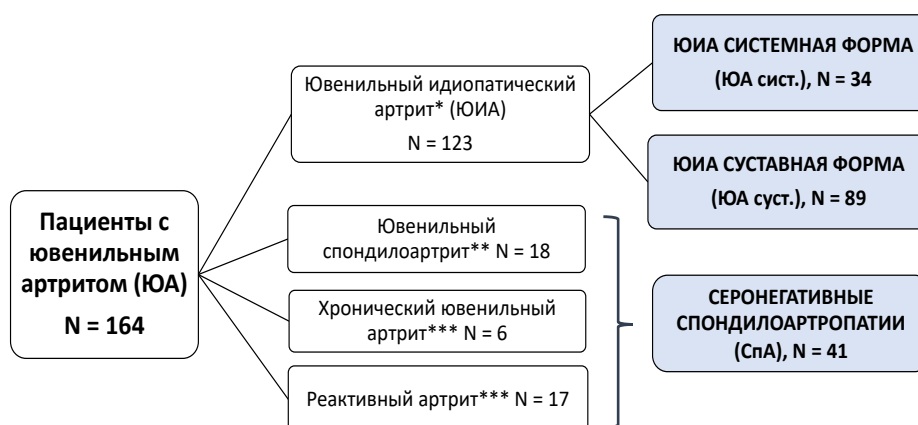 Пациенты с
ювенильным
артритом (ЮА)
N = 164
Ювенильный идиопатический
артрит* (ЮИА)
N = 123
Ювенильный
спондилоартрит** N = 18
Хронический ювенильный
артрит*** N = 6
Реактивный артрит*** N = 17
ЮИА СИСТЕМНАЯ ФОРМА
(ЮА сист.), N = 34
ЮИА СУСТАВНАЯ ФОРМА
(ЮА суст.), N = 89
СЕРОНЕГАТИВНЫЕ
СПОНДИЛОАРТРОПАТИИ
(СпА), N = 41